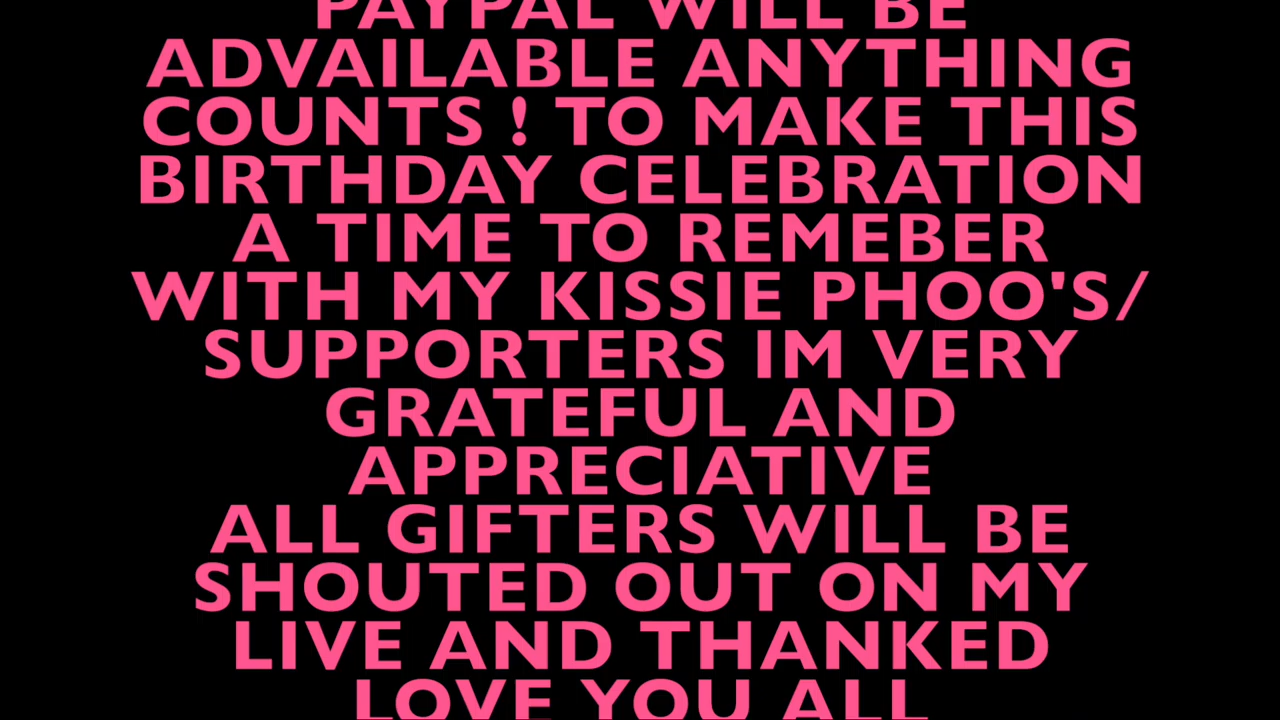 PAYPAL WILL BE
ADVAILABLE ANYTHING
COUNTS ! TO MAKE THIS
BIRTHDAY CELEBRATION
A TIME TO REMEBER
WITH MY KISSIE PHOO'S/
SUPPORTERS IM VERY
GRATEFUL AND
APPRECIATIVE
ALL GIFTERS WILL BE
SHOUTED OUT ON MY
LIVE AND THANKED
LOVE YOU ALL